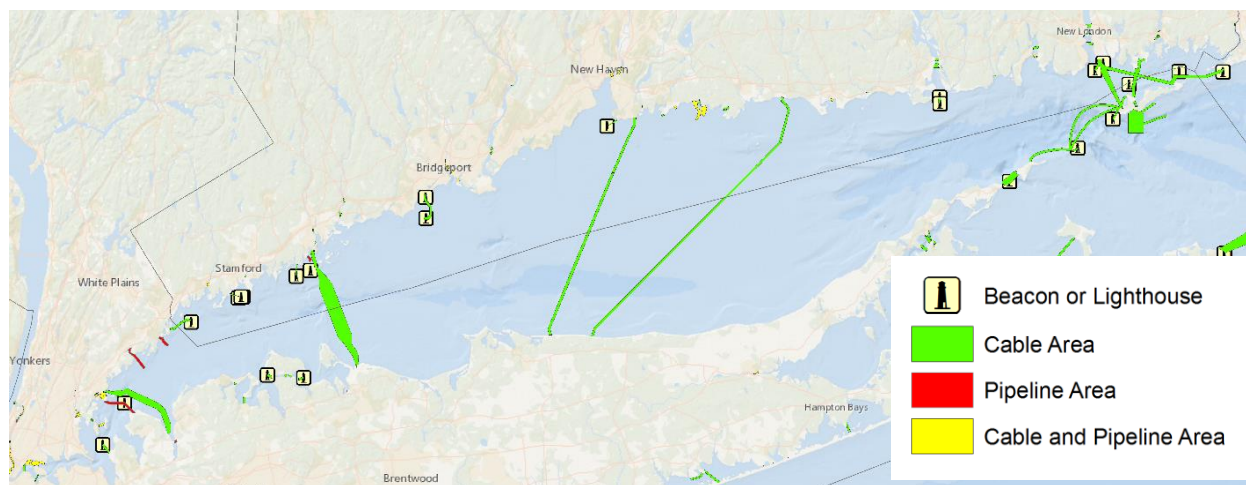 New London
New Haven
Bridgeport
Stamford
White Plains
Yonkers
Hampton Bays
Brentwood
Beacon or Lighthouse
Cable Area
Pipeline Area
Cable and Pipeline Area